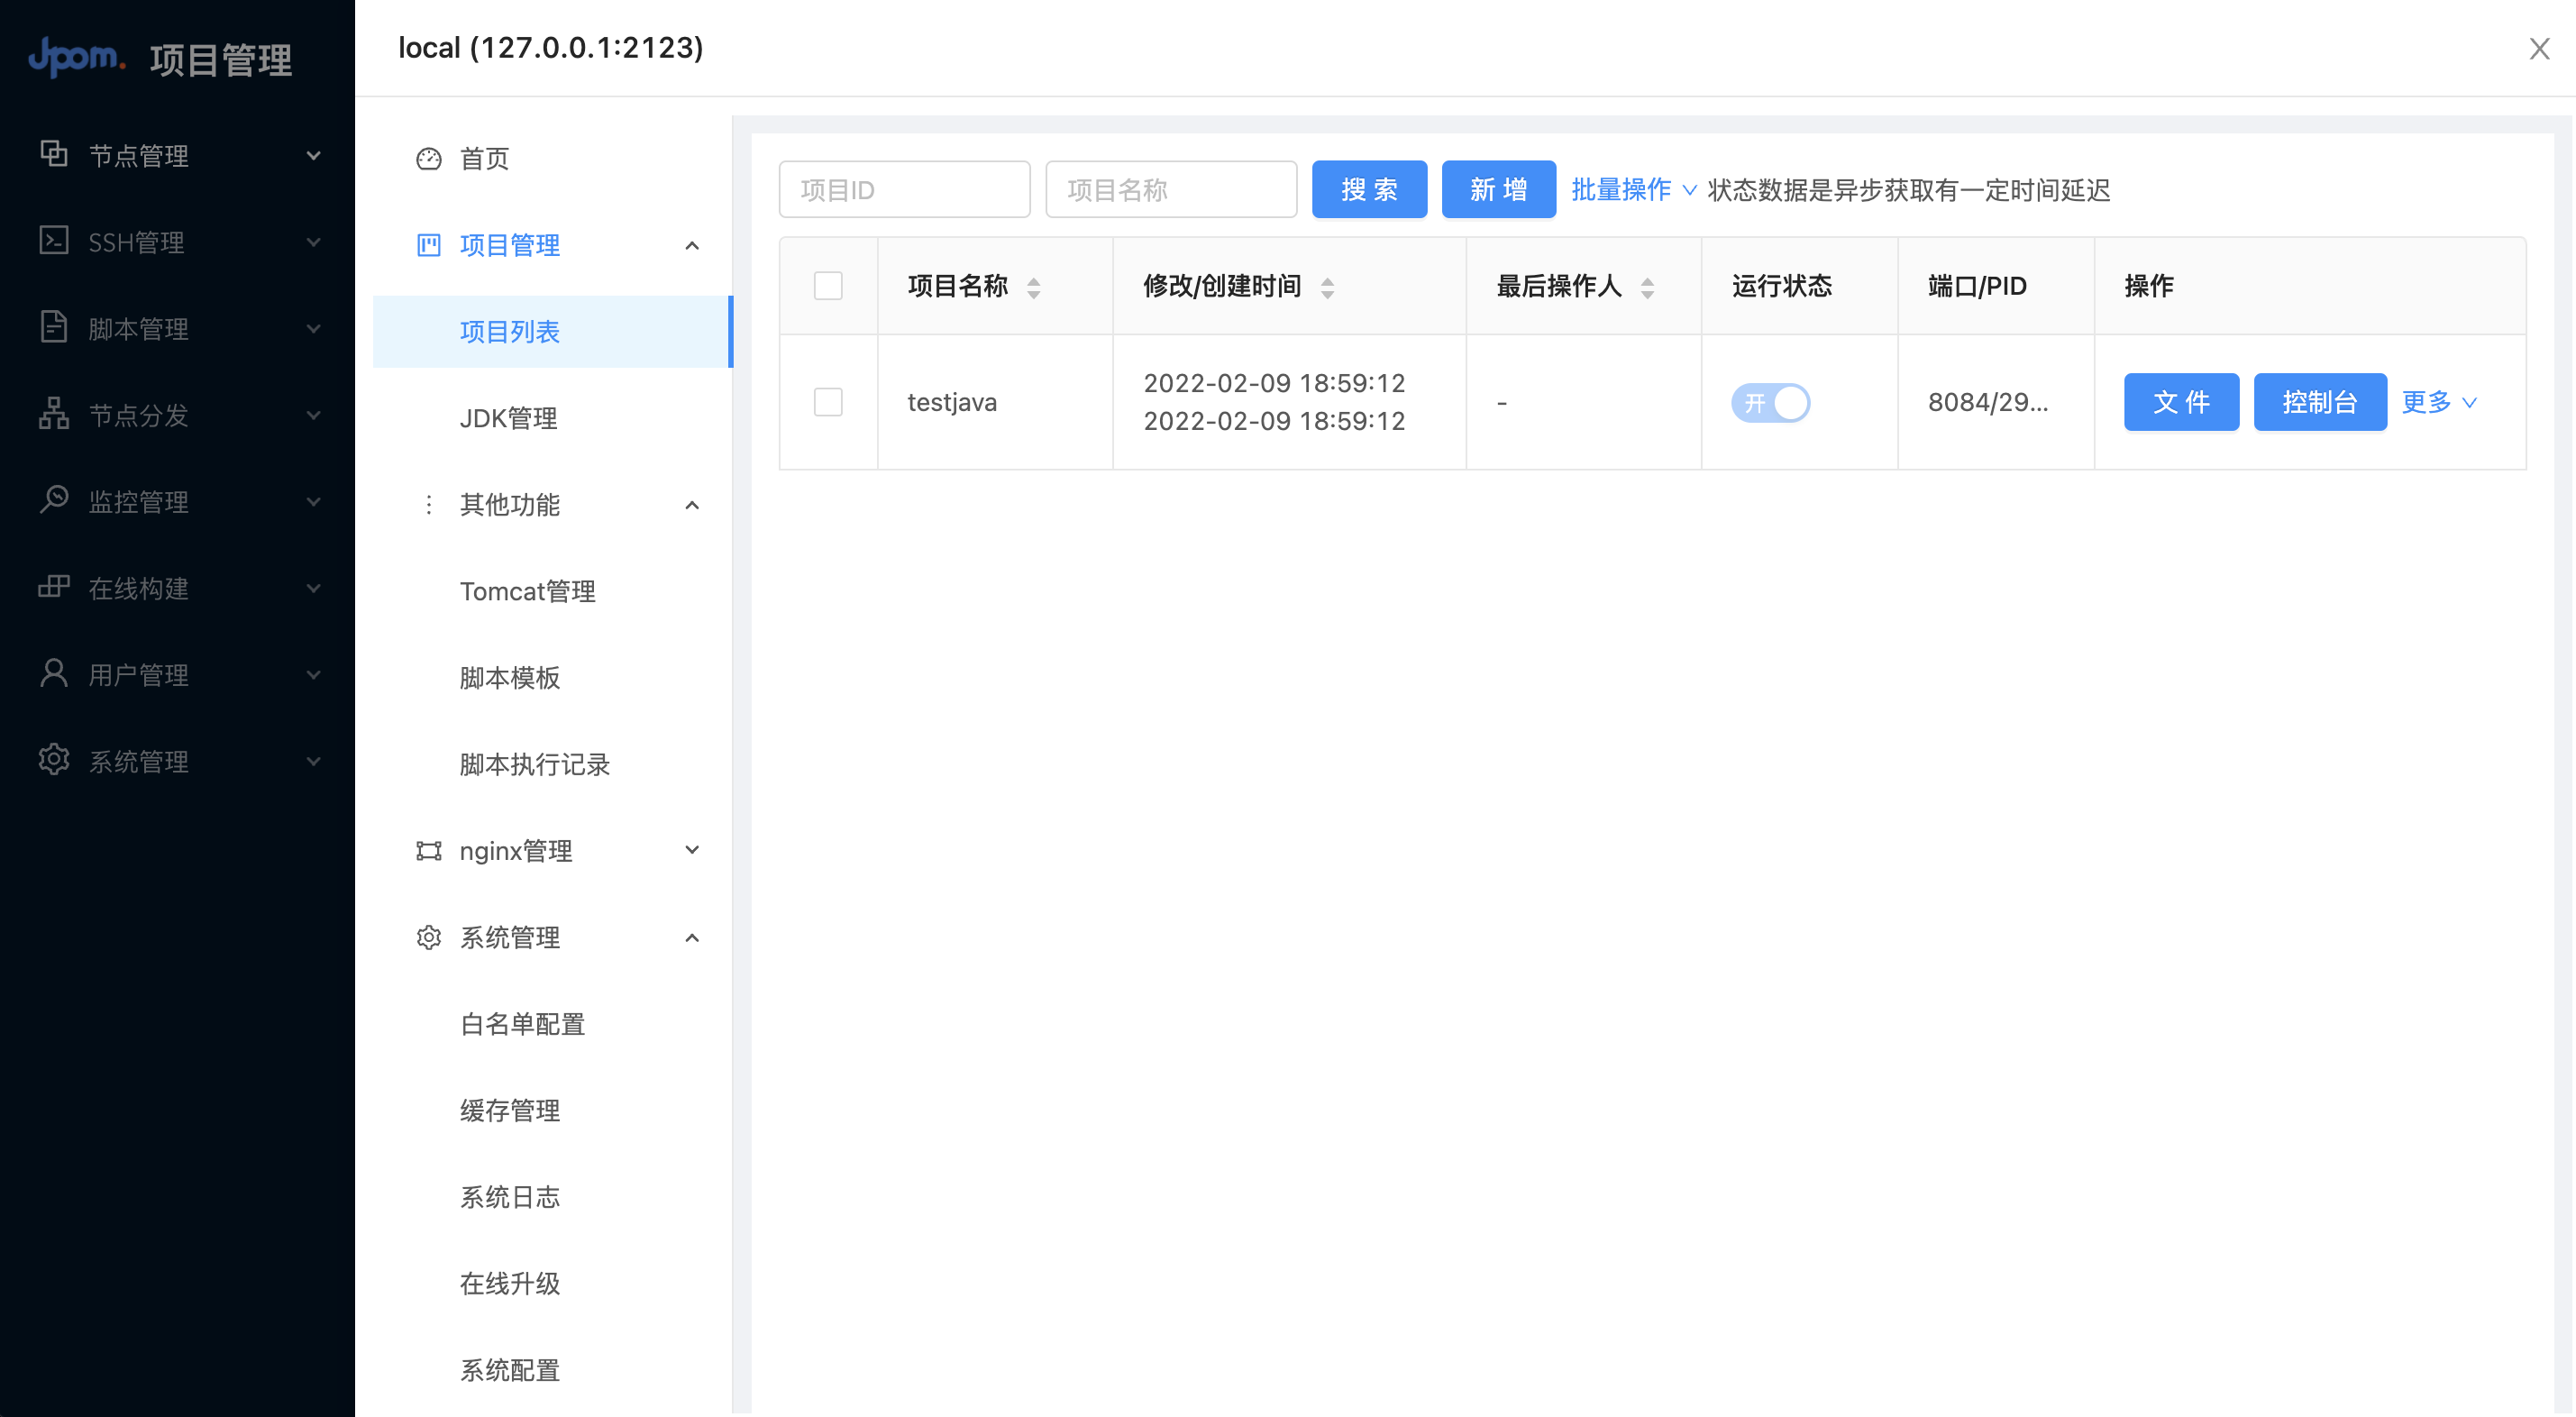 Jpom. 项目管理
节点管理
SSH管理
脚本管理
节点分发
监控管理
在线构建
用户管理
系统管理
local (127.0.0.1:2123)
首页
项目管理
项目列表
JDK管理
其他功能
Tomcat管理
脚本模板
脚本执行记录
nginx管理
系统管理
白名单配置
缓存管理
系统日志
在线升级
系统配置
项目ID 项目名称 搜 索 新 增 批量操作 状态数据是异步获取有一定时间延迟
项目名称 修改/创建时间 最后操作人 运行状态 端口/PID 操作
testjava 2022-02-09 18:59:12 - 开 8084/29... 文 件 控制台 更多
2022-02-09 18:59:12